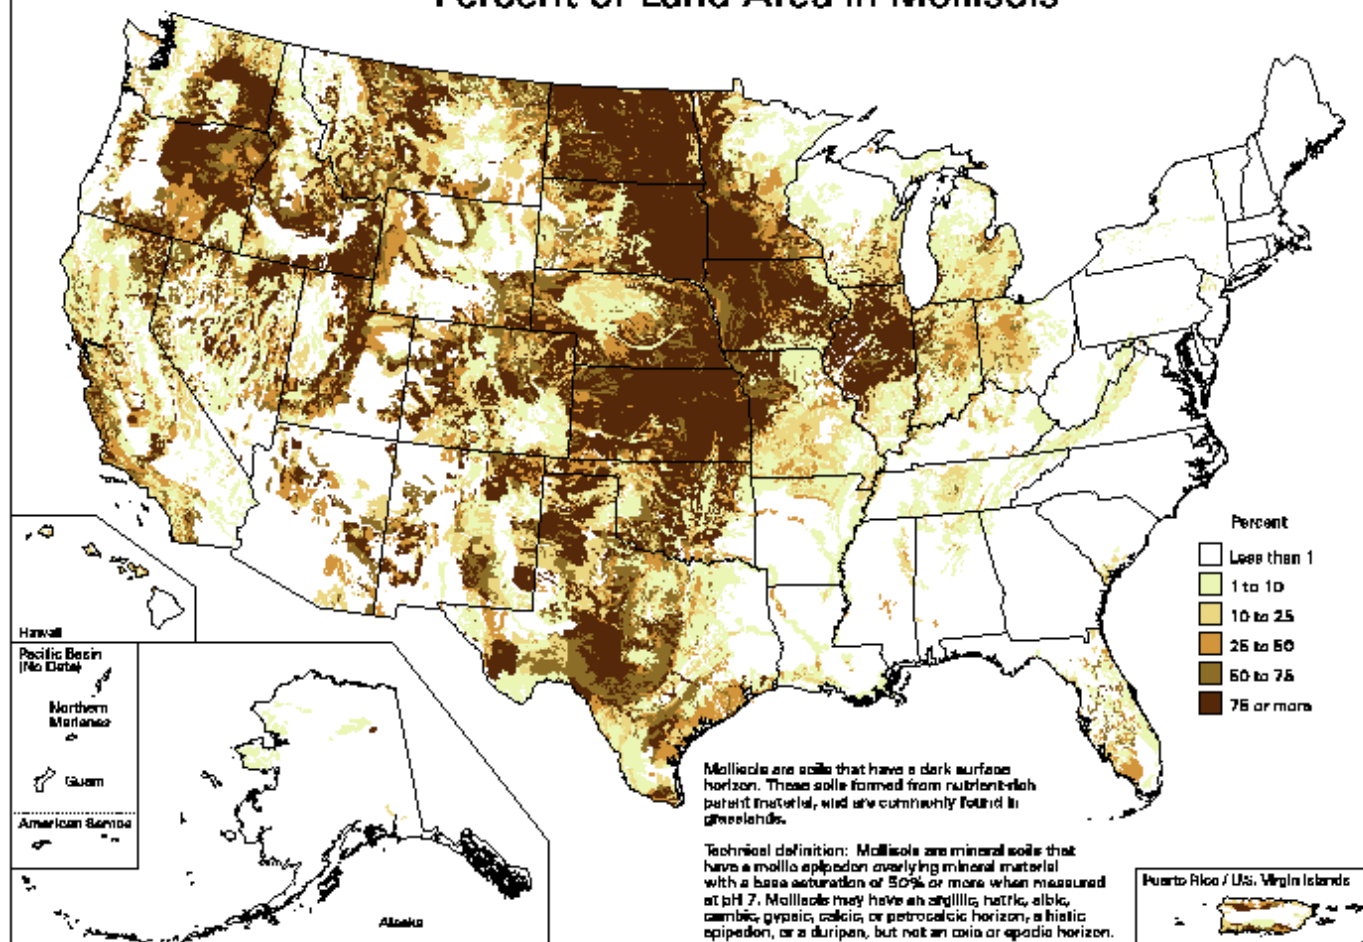 Percent of Land Area in Mollisols
Percent
Less than 1
1 to 10
10 to 25
25 to 50
50 to 75
75 or more
Hawaii
Pacific Basin
(No Data)
Northern
Marianas
Guam
American Samoa
Alaska
Mollisols are soils that have a dark surface
horizon. These soils formed from nutrient-rich
parent material, and are commonly found in
grasslands.
Technical definition: Mollisols are mineral soils that
have a mollic epipedon overlying mineral material
with a base saturation of 50% or more when measured
at pH 7. Mollisols may have an argillic, natric, albic,
cambic, gypsic, calcic, or petrocalcic horizon, a histic
epipedon, or a duripan, but not an oxic or spodic horizon.
Puerto Rico / U.S. Virgin Islands